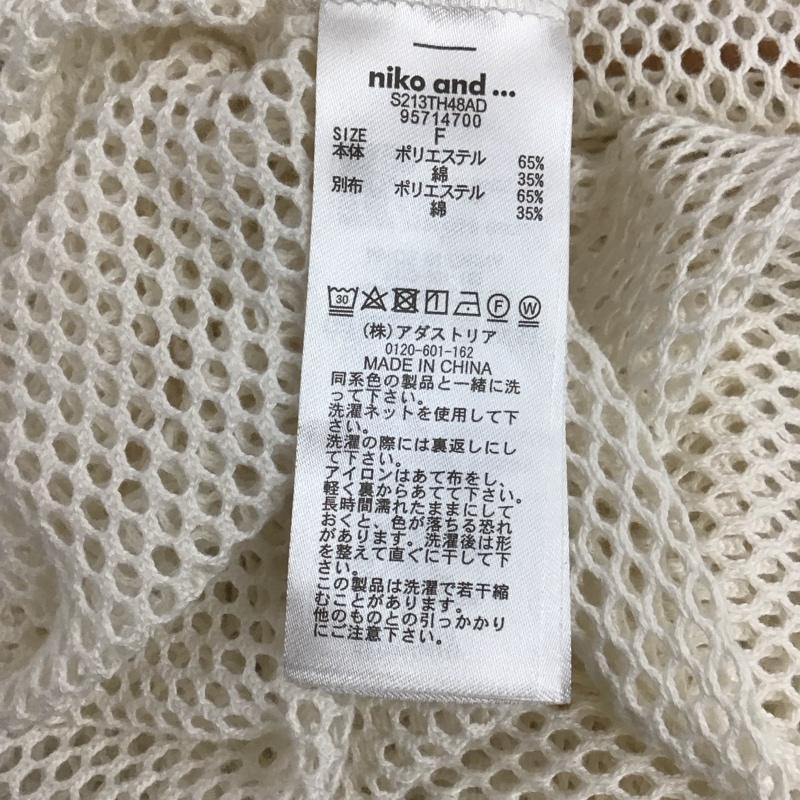 niko and ...
S213TH48AD
95714700
SIZE F
本体 ポリエステル 65%
綿 35%
別布 ポリエステル 65%
綿 35%
30 F W
(株)アダストリア
0120-601-162
MADE IN CHINA
同系色の製品と一緒に洗
って下さい。
洗濯ネットを使用して下
さい。
洗濯の際には裏返しにし
て下さい。
アイロンはあて布をし、
軽く裏からあてて下さい。
長時間濡れたままにして
おくと、色が落ちる恐れ
があります。洗濯後は形
を整えて直ぐに干して下
さい。
この製品は洗濯で若干縮
むことがあります。
他のものとの引っかかり
にご注意下さい。